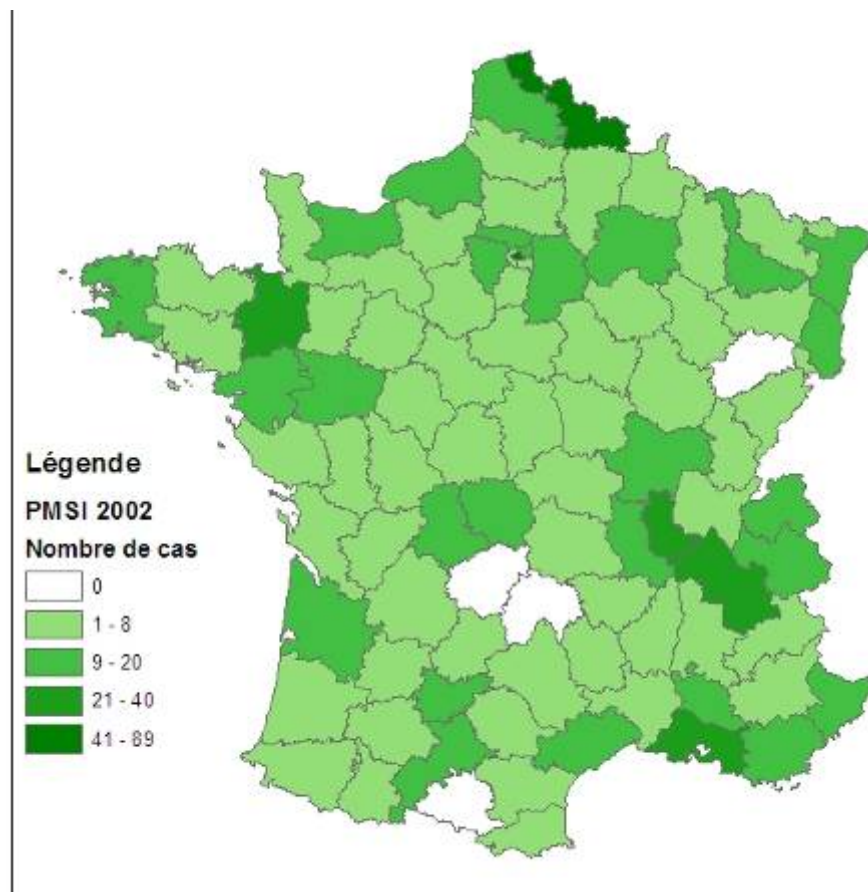 Légende
PMSI 2002
Nombre de cas
0
1 - 8
9 - 20
21 - 40
41 - 89